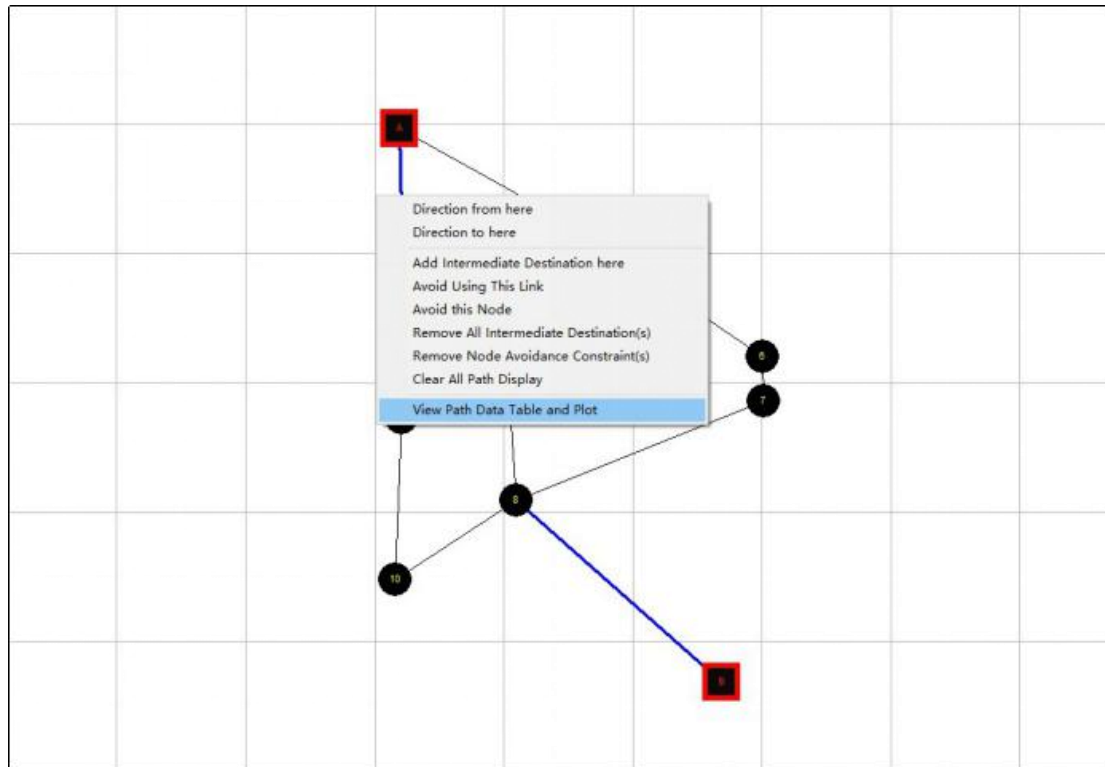 A
Direction from here
Direction to here
Add Intermediate Destination here
Avoid Using This Link
Avoid this Node
Remove All Intermediate Destination(s)
Remove Node Avoidance Constraint(s)
Clear All Path Display
View Path Data Table and Plot
6
7
8
10
B